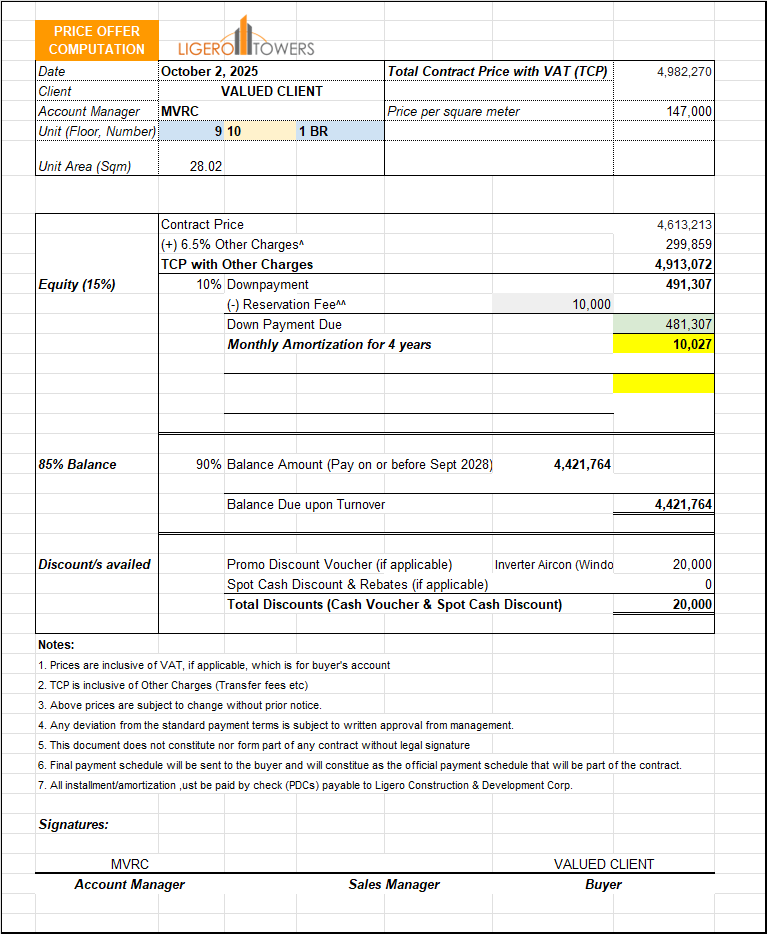 PRICE OFFER
COMPUTATION
LIGERO TOWERS
Date October 2, 2025 Total Contract Price with VAT (TCP) 4,982,270
Client VALUED CLIENT
Account Manager MVRC Price per square meter 147,000
Unit (Floor, Number) 9 10 1 BR
Unit Area (Sqm) 28.02
Contract Price 4,613,213
(+) 6.5% Other Charges^ 299,859
TCP with Other Charges 4,913,072
Equity (15%) 10% Downpayment 491,307
(-) Reservation Fee^^ 10,000
Down Payment Due 481,307
Monthly Amortization for 4 years 10,027
85% Balance 90% Balance Amount (Pay on or before Sept 2028) 4,421,764
Balance Due upon Turnover 4,421,764
Discount/s availed Promo Discount Voucher (if applicable) Inverter Aircon (Windo 20,000
Spot Cash Discount & Rebates (if applicable) 0
Total Discounts (Cash Voucher & Spot Cash Discount) 20,000
Notes:
1. Prices are inclusive of VAT, if applicable, which is for buyer's account
2. TCP is inclusive of Other Charges (Transfer fees etc)
3. Above prices are subject to change without prior notice.
4. Any deviation from the standard payment terms is subject to written approval from management.
5. This document does not constitute nor form part of any contract without legal signature
6. Final payment schedule will be sent to the buyer and will constitue as the official payment schedule that will be part of the contract.
7. All installment/amortization ,ust be paid by check (PDCs) payable to Ligero Construction & Development Corp.
Signatures:
MVRC VALUED CLIENT
Account Manager Sales Manager Buyer